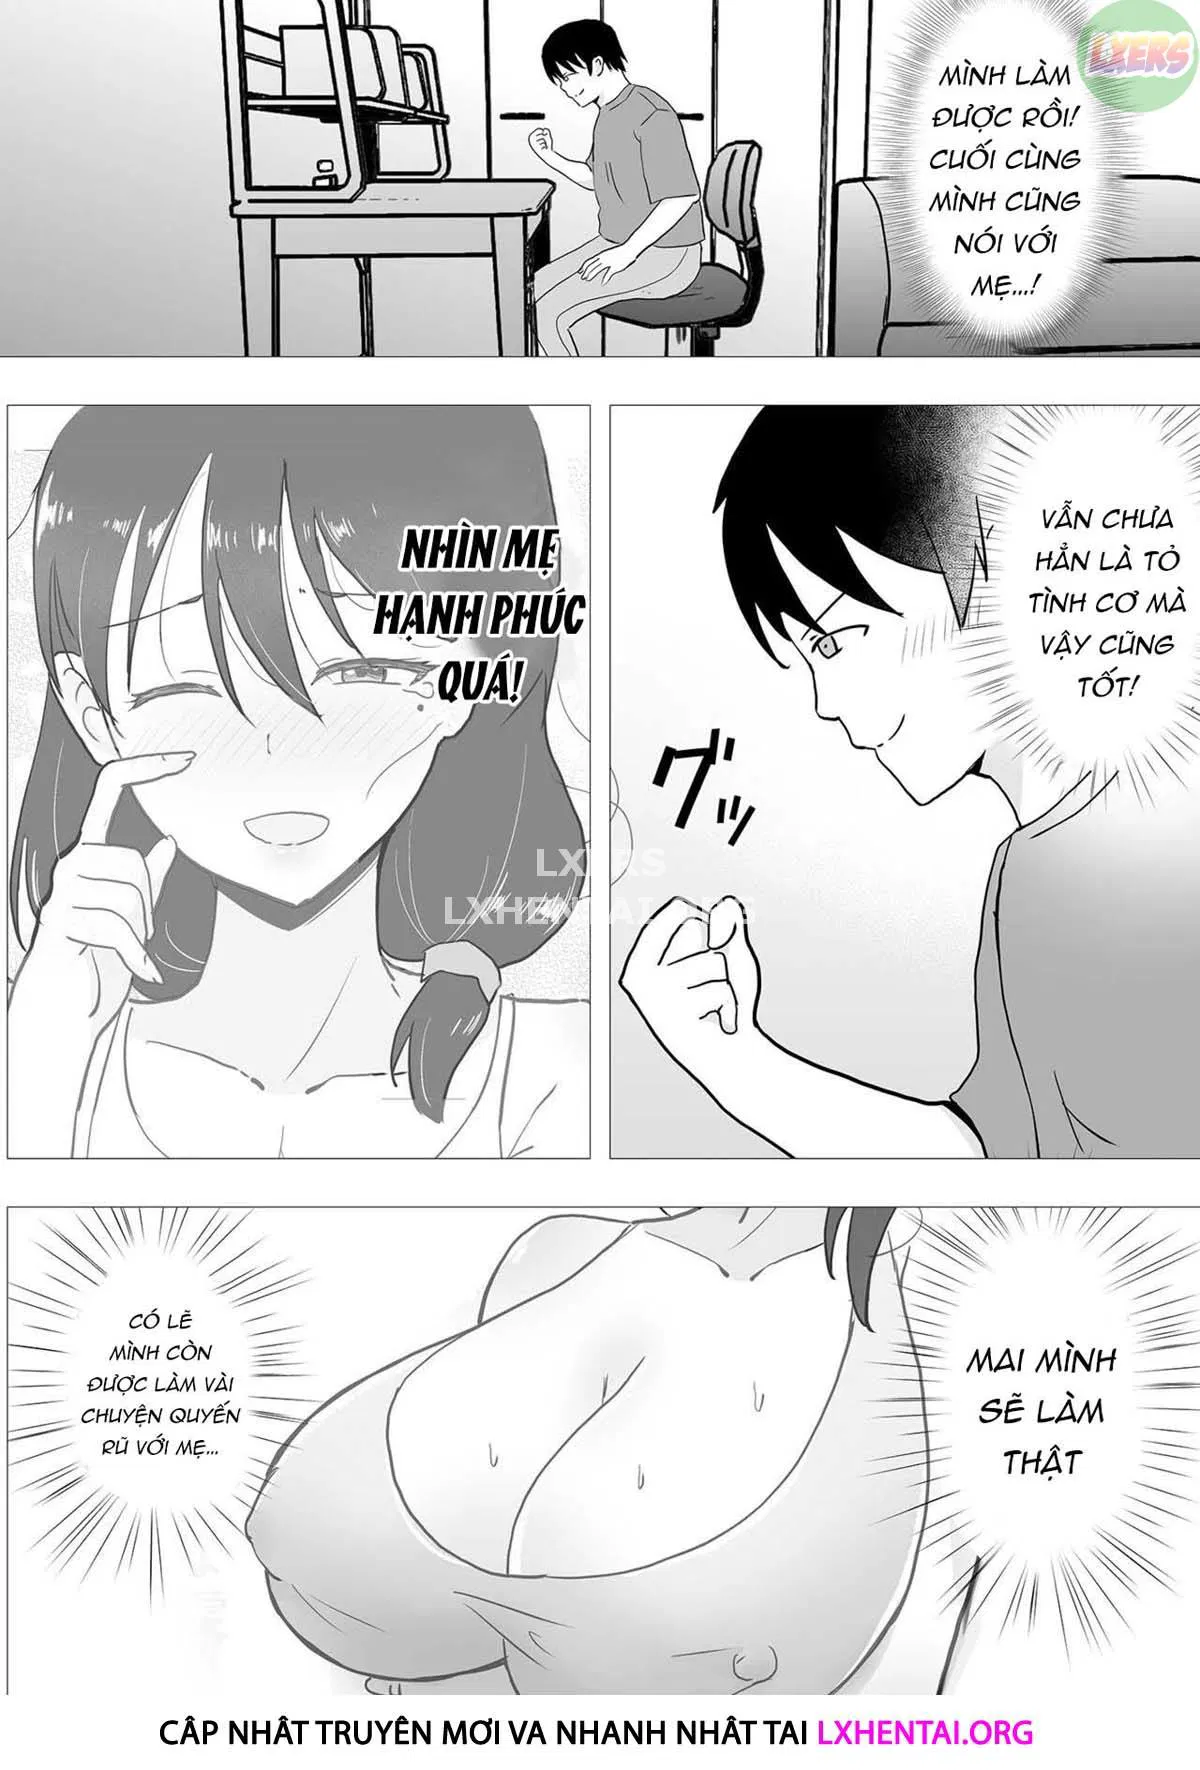 LXERS
MÌNH LÀM
ĐƯỢC RỒI!
CUỐI CÙNG
MÌNH CŨNG
NÓI VỚI
MẸ...!
VẪN CHƯA
HẲN LÀ TỎ
TÌNH CƠ MÀ
VẬY CŨNG
TỐT!
グッ
NHÌN MẸ
HẠNH PHÚC
QUÁ!
LXERS
LXHENTAI.ORG
MAI MÌNH
SẼ LÀM
THẬT
CÓ LẼ
MÌNH CÒN
ĐƯỢC LÀM VÀI
CHUYỆN QUYẾN
RŨ VỚI MẸ...
CẬP NHẬT TRUYỆN MỚI VÀ NHANH NHẤT TẠI LXHENTAI.ORG